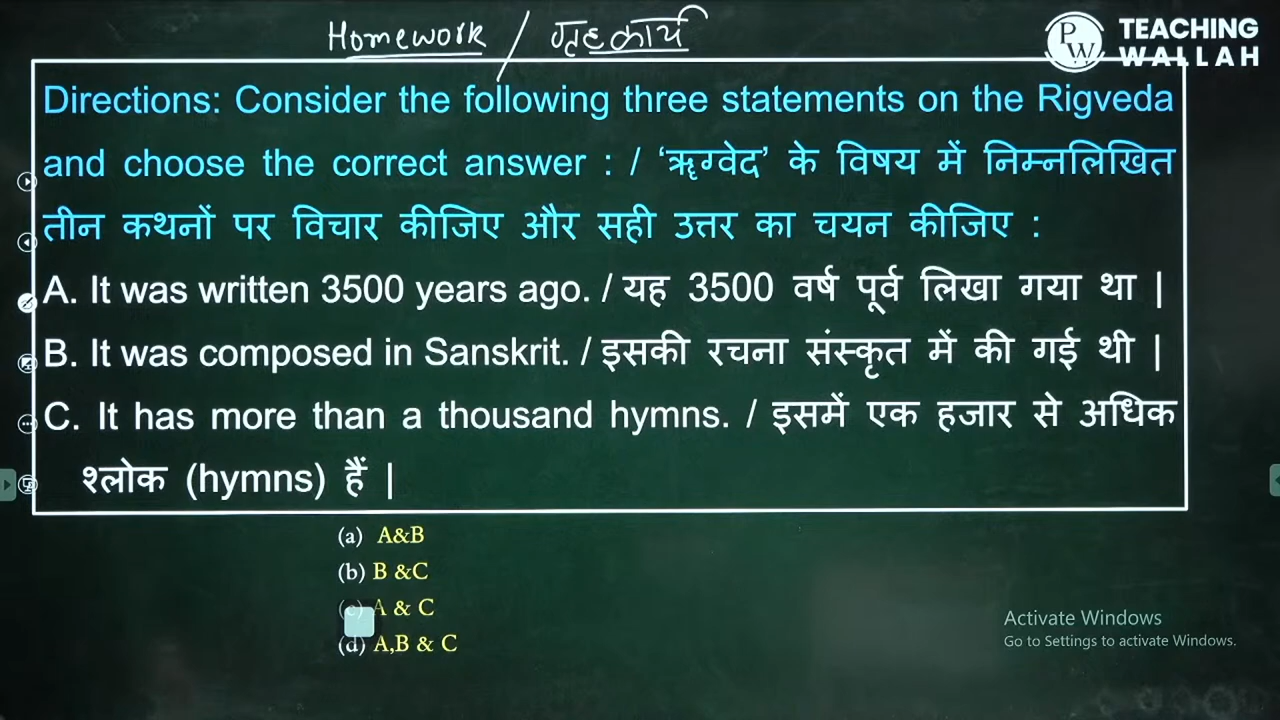 Homework / गृहकार्य
PW TEACHING WALLAH
Directions: Consider the following three statements on the Rigveda
and choose the correct answer : / ‘ऋग्वेद’ के विषय में निम्नलिखित
तीन कथनों पर विचार कीजिए और सही उत्तर का चयन कीजिए :
A. It was written 3500 years ago. / यह 3500 वर्ष पूर्व लिखा गया था |
B. It was composed in Sanskrit. / इसकी रचना संस्कृत में की गई थी |
C. It has more than a thousand hymns. / इसमें एक हजार से अधिक
श्लोक (hymns) हैं |
(a) A&B
(b) B &C
(c) A & C
(d) A,B & C
Activate Windows
Go to Settings to activate Windows.